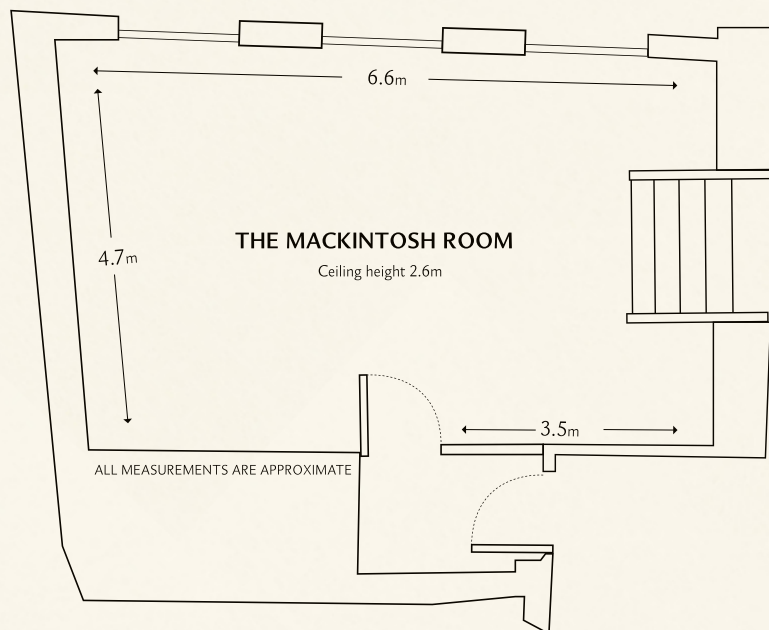 6.6m
THE MACKINTOSH ROOM
4.7m
Ceiling height 2.6m
3.5m
ALL MEASUREMENTS ARE APPROXIMATE